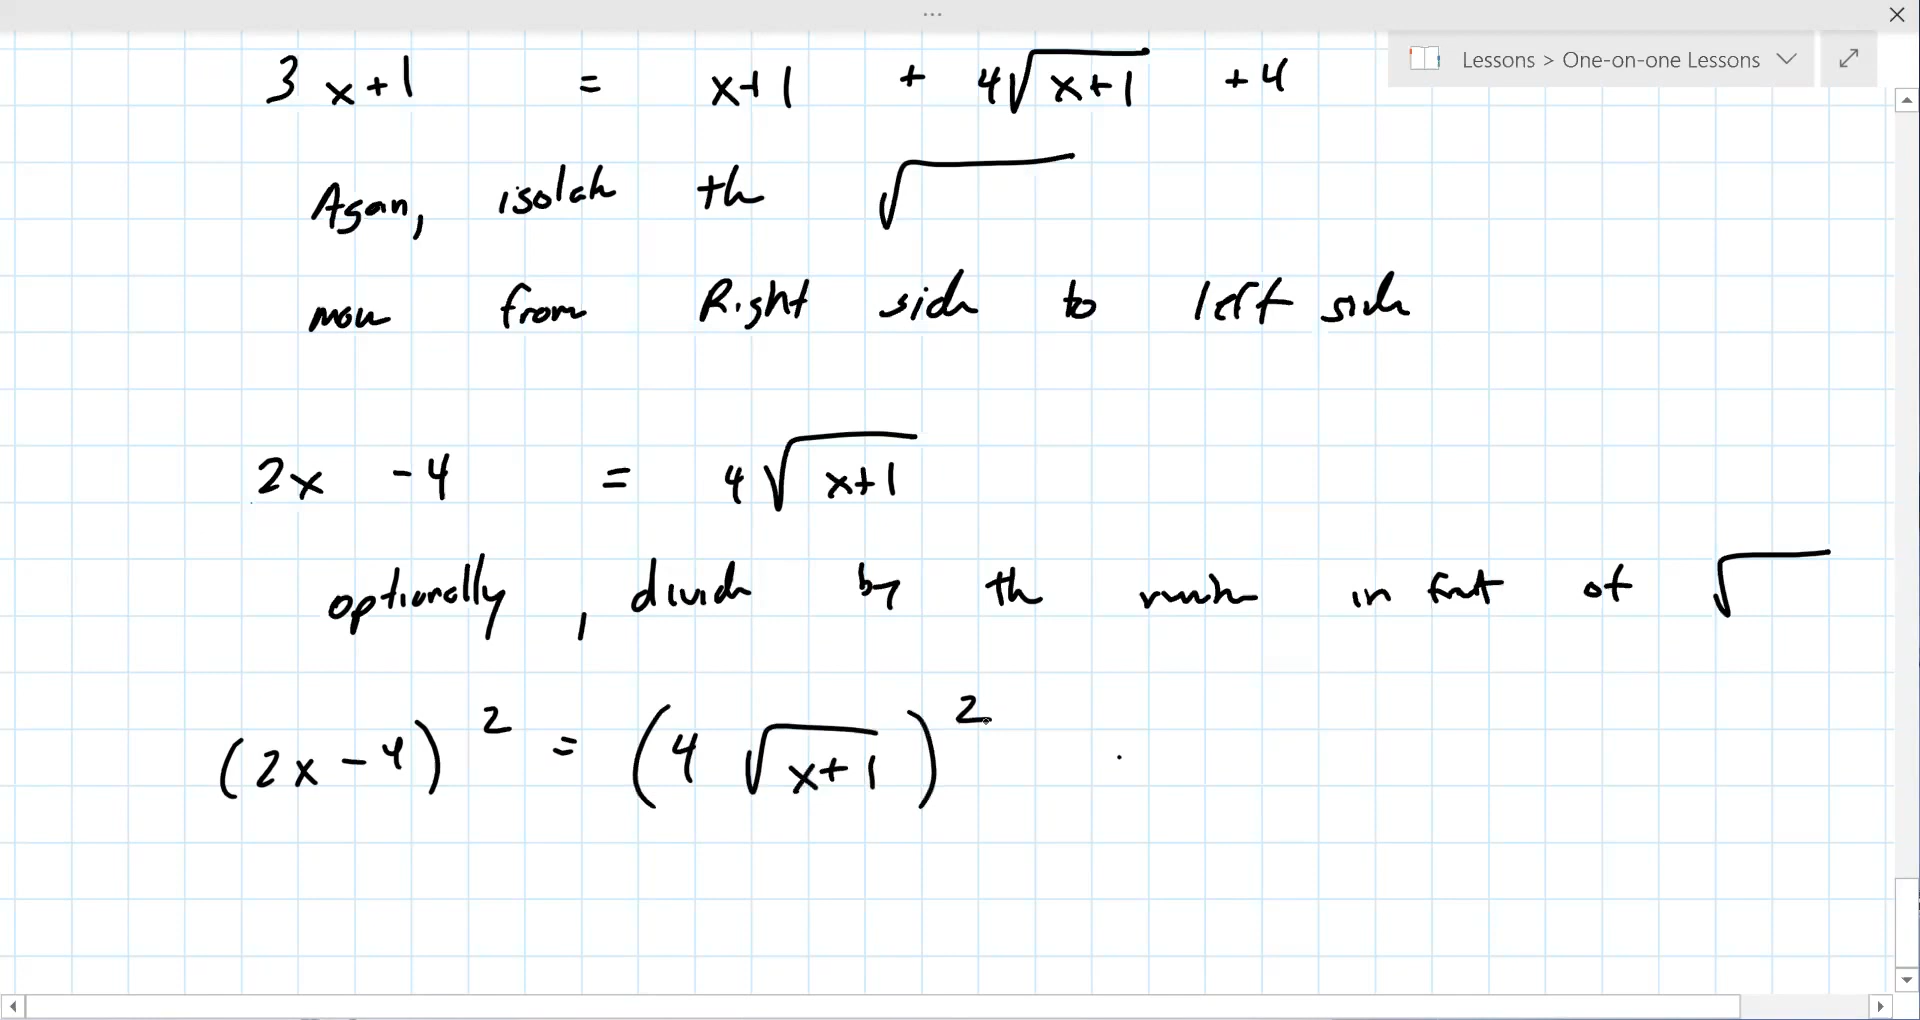 Lessons > One-on-one Lessons
3x+1 = x+1 + 4√(x+1) +4
Again, isolate the √
move from Right side to left side
2x -4 = 4√(x+1)
optionally, divide by the number in front of √
(2x-4)² = (4√(x+1))²